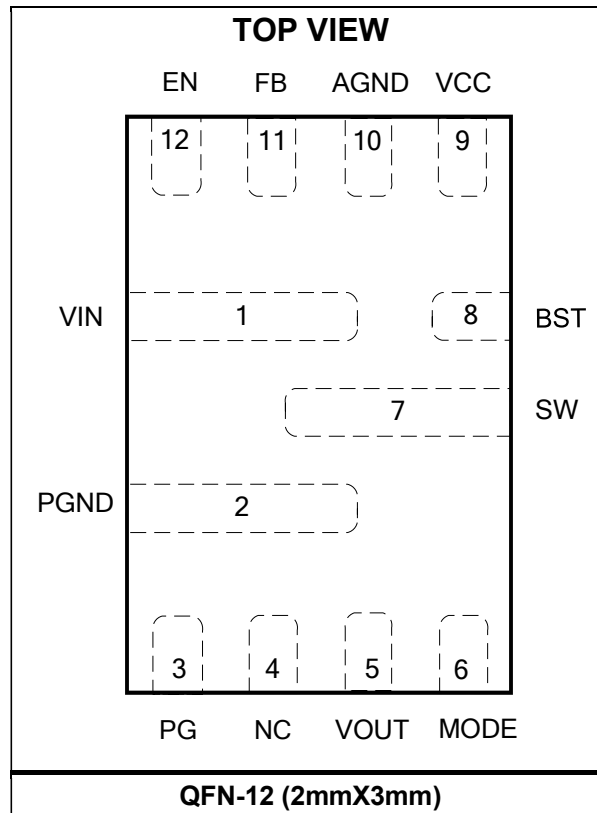 TOP VIEW
EN FB AGND VCC
12 11 10 9
VIN 1 8 BST
7 SW
PGND 2
3 4 5 6
PG NC VOUT MODE
QFN-12 (2mmX3mm)